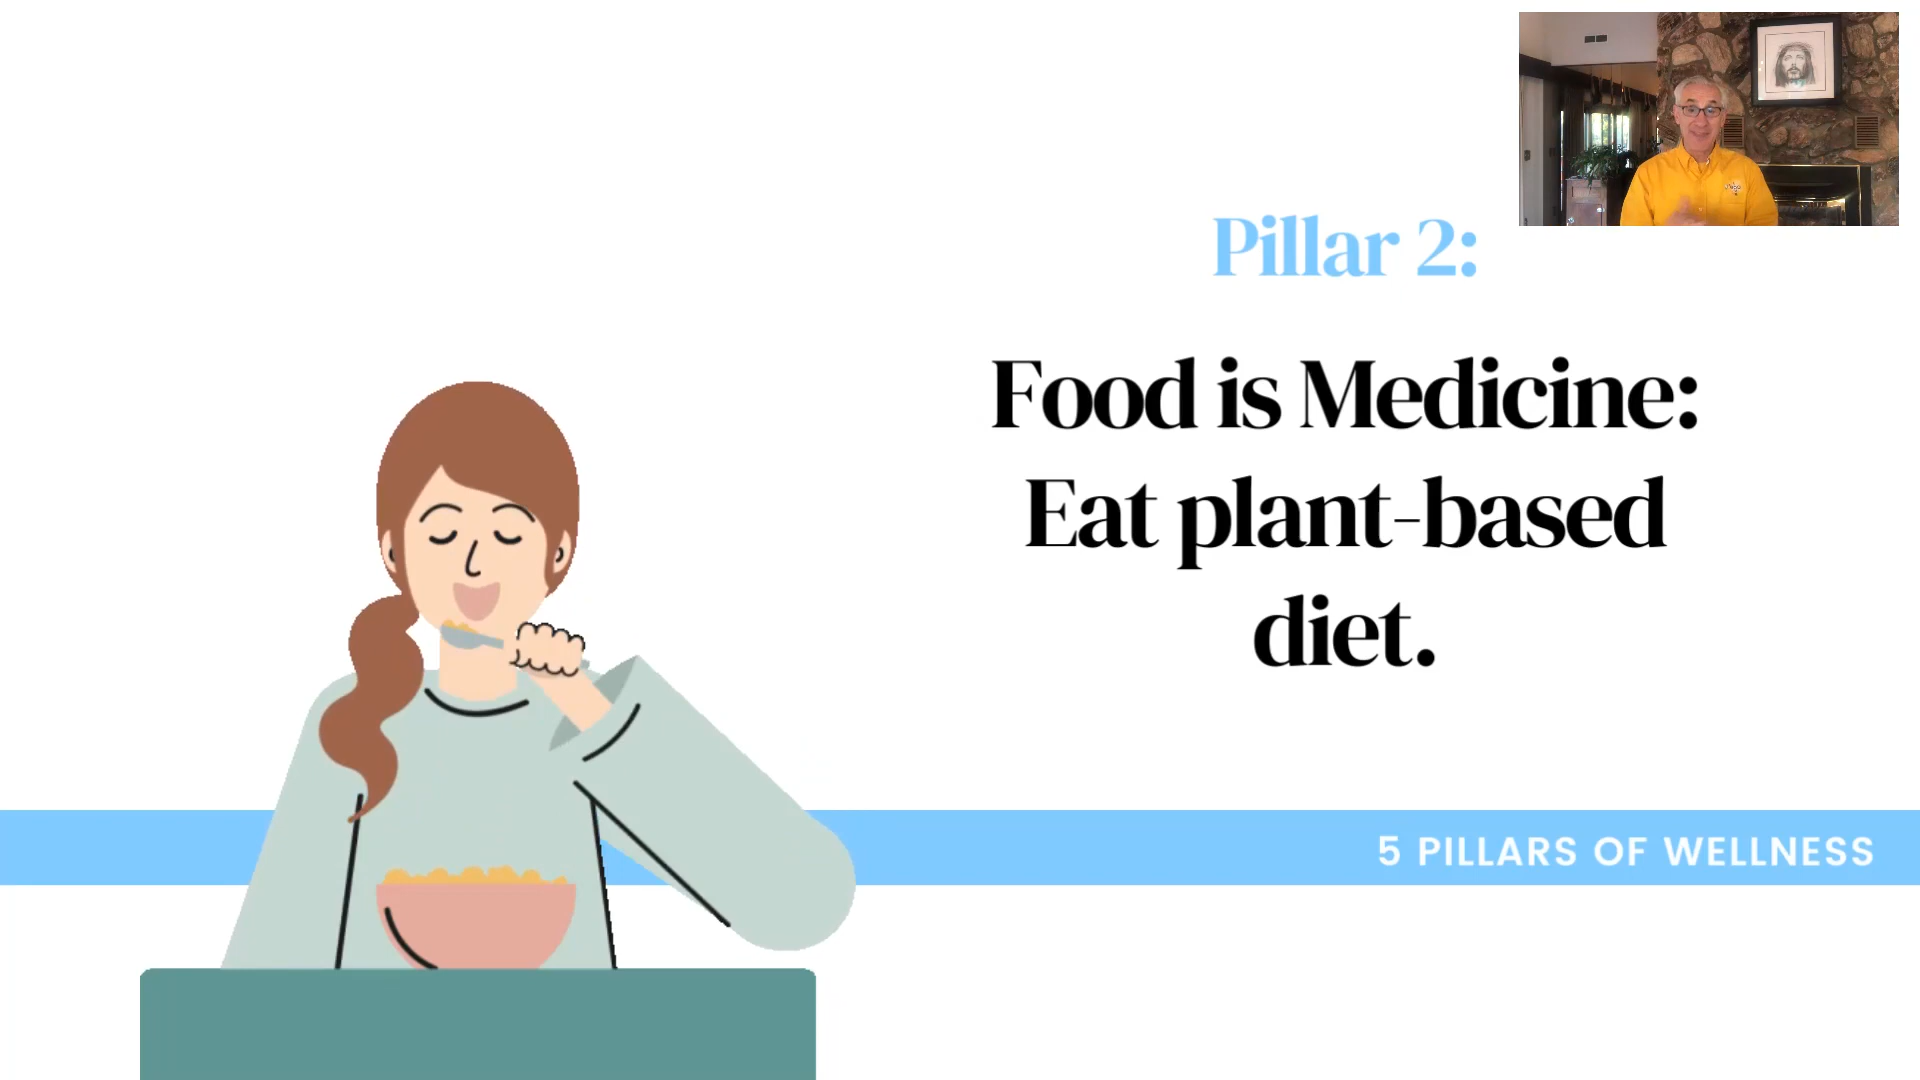 Pillar 2:
Food is Medicine:
Eat plant-based
diet.
5 PILLARS OF WELLNESS